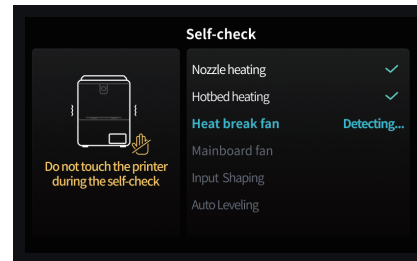 Self-check
Do not touch the printer
during the self-check
Nozzle heating
Hotbed heating
Heat break fan Detecting...
Mainboard fan
Input Shaping
Auto Leveling